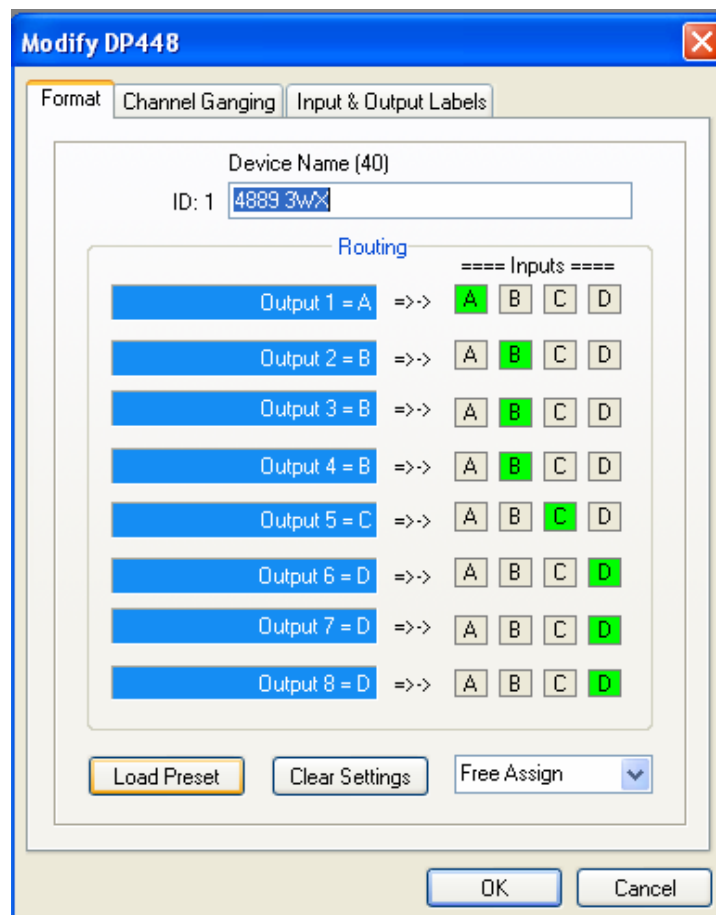 Modify DP448
Format Channel Ganging Input & Output Labels
Device Name (40)
ID: 1 4889 3WX
Routing
==== Inputs ====
Output 1 = A =>-> A B C D
Output 2 = B =>-> A B C D
Output 3 = B =>-> A B C D
Output 4 = B =>-> A B C D
Output 5 = C =>-> A B C D
Output 6 = D =>-> A B C D
Output 7 = D =>-> A B C D
Output 8 = D =>-> A B C D
Load Preset Clear Settings Free Assign
OK Cancel